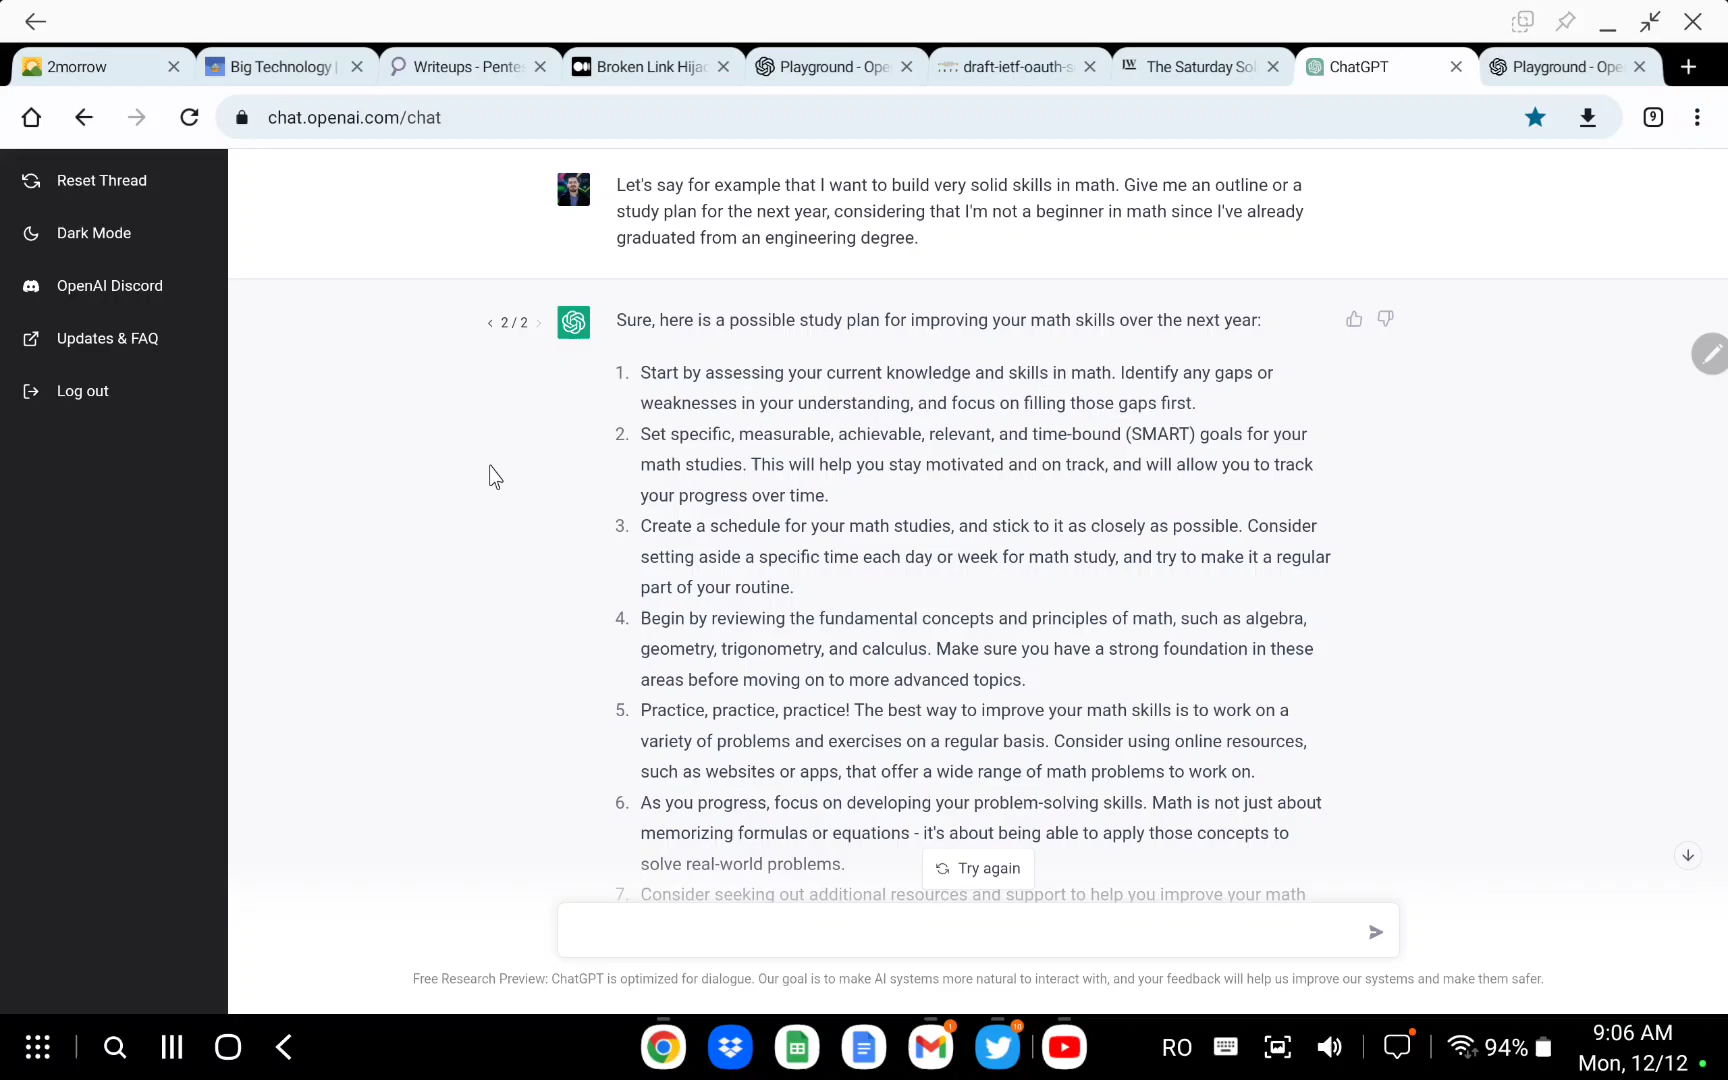 2morrow
Big Technology |
Writeups - Pentes
Broken Link Hijac
Playground - Ope
draft-ietf-oauth-s
The Saturday Sol
ChatGPT
Playground - Ope
chat.openai.com/chat
9
Reset Thread
Dark Mode
OpenAI Discord
Updates & FAQ
Log out
Let's say for example that I want to build very solid skills in math. Give me an outline or a
study plan for the next year, considering that I'm not a beginner in math since I've already
graduated from an engineering degree.
< 2 / 2 >
Sure, here is a possible study plan for improving your math skills over the next year:
1. Start by assessing your current knowledge and skills in math. Identify any gaps or
weaknesses in your understanding, and focus on filling those gaps first.
2. Set specific, measurable, achievable, relevant, and time-bound (SMART) goals for your
math studies. This will help you stay motivated and on track, and will allow you to track
your progress over time.
3. Create a schedule for your math studies, and stick to it as closely as possible. Consider
setting aside a specific time each day or week for math study, and try to make it a regular
part of your routine.
4. Begin by reviewing the fundamental concepts and principles of math, such as algebra,
geometry, trigonometry, and calculus. Make sure you have a strong foundation in these
areas before moving on to more advanced topics.
5. Practice, practice, practice! The best way to improve your math skills is to work on a
variety of problems and exercises on a regular basis. Consider using online resources,
such as websites or apps, that offer a wide range of math problems to work on.
6. As you progress, focus on developing your problem-solving skills. Math is not just about
memorizing formulas or equations - it's about being able to apply those concepts to
solve real-world problems.
Try again
7. Consider seeking out additional resources and support to help you improve your math
Free Research Preview: ChatGPT is optimized for dialogue. Our goal is to make AI systems more natural to interact with, and your feedback will help us improve our systems and make them safer.
1
10
RO
94%
9:06 AM
Mon, 12/12